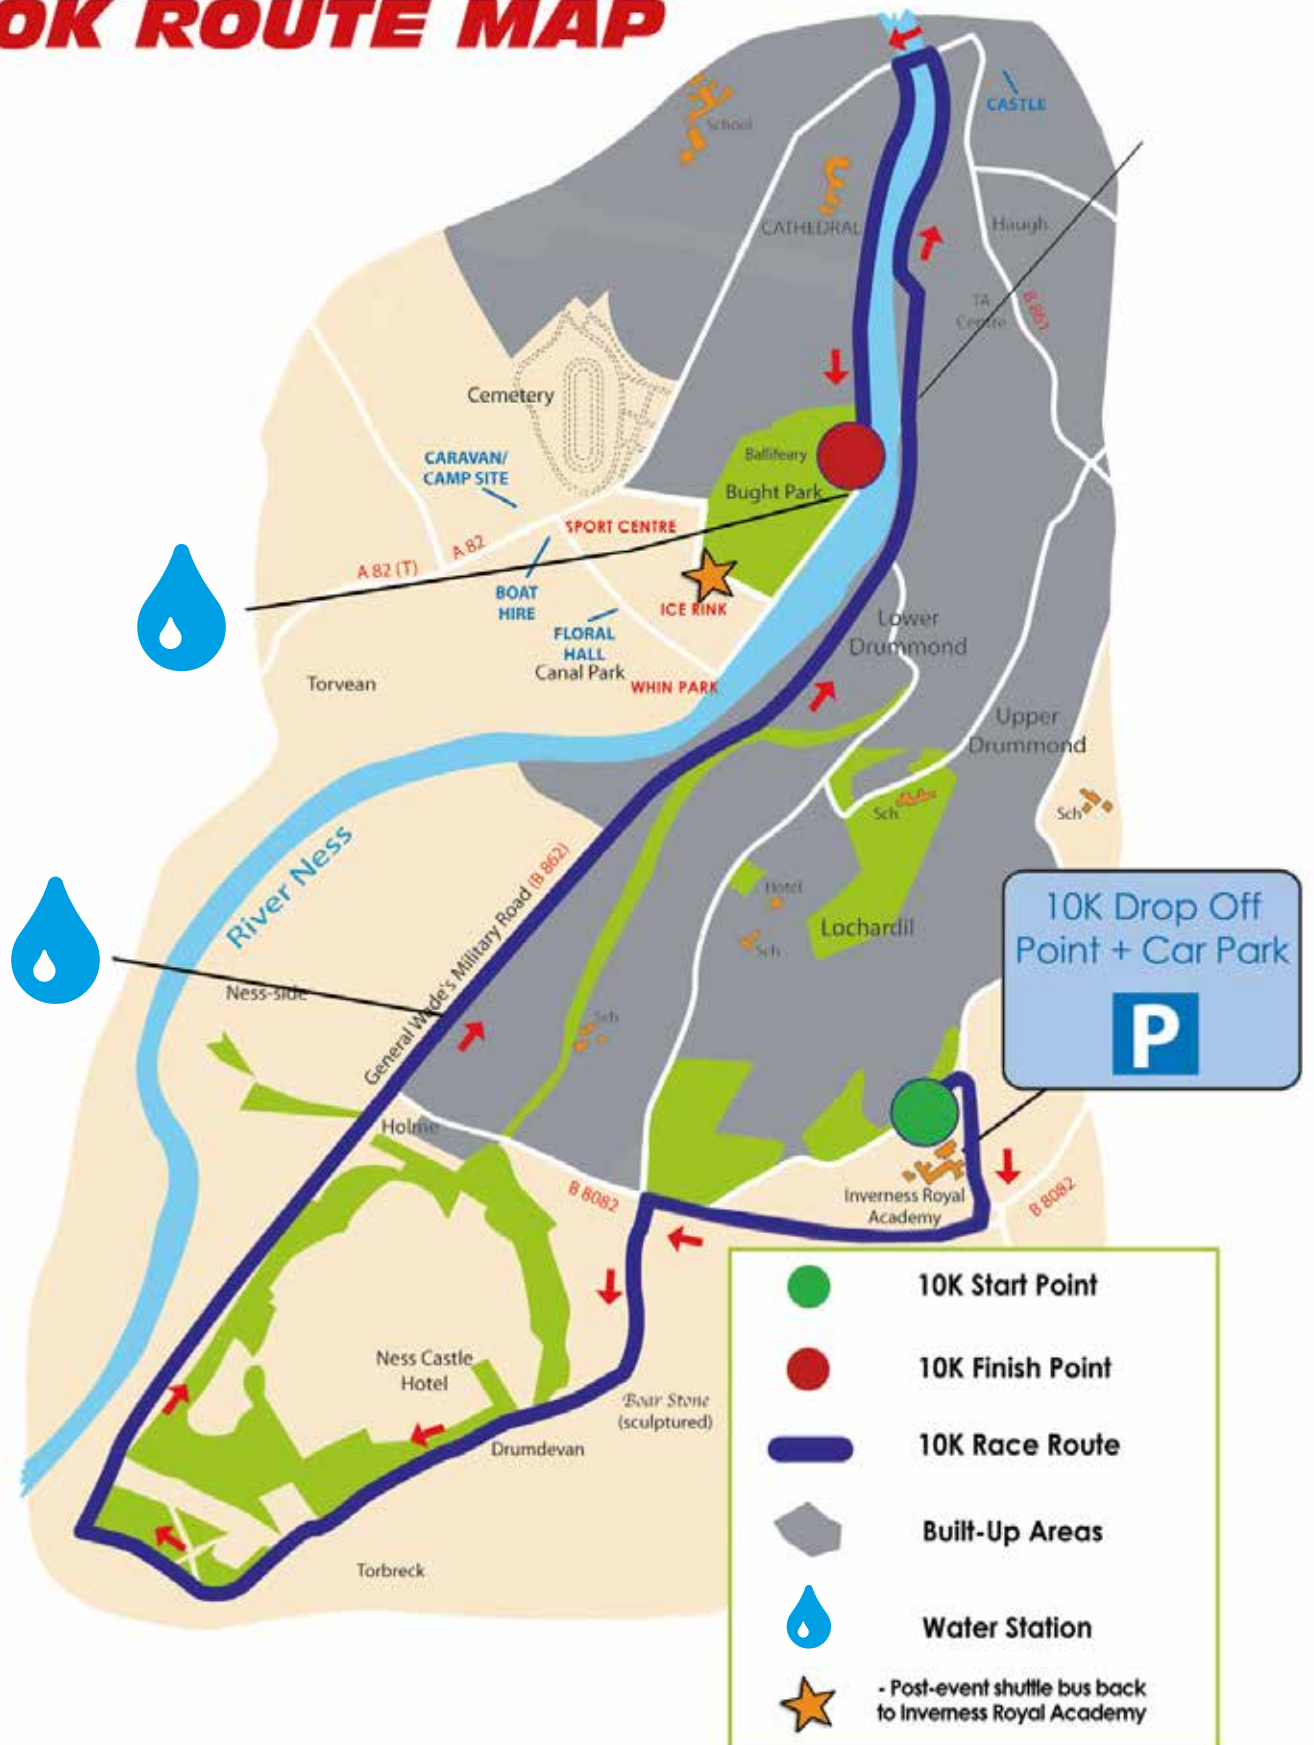 0K ROUTE MAP
CASTLE
School
CATHEDRAL
Haugh
TA
Centre
B 861
Cemetery
CARAVAN/
CAMP SITE
Ballifeary
Bught Park
SPORT CENTRE
A 82
A 82 (T)
BOAT
HIRE
ICE RINK
FLORAL
HALL
Canal Park
WHIN PARK
Torvean
Lower
Drummond
Upper
Drummond
Sch
Sch
River Ness
General Wade's Military Road (B 862)
Hotel
Lochardil
Sch
10K Drop Off
Point + Car Park
P
Ness-side
Sch
Holme
B 8082
Inverness Royal
Academy
B 8082
Ness Castle
Hotel
Boar Stone
(sculptured)
Drumdevan
Torbreck
10K Start Point
10K Finish Point
10K Race Route
Built-Up Areas
Water Station
- Post-event shuttle bus back
to Inverness Royal Academy